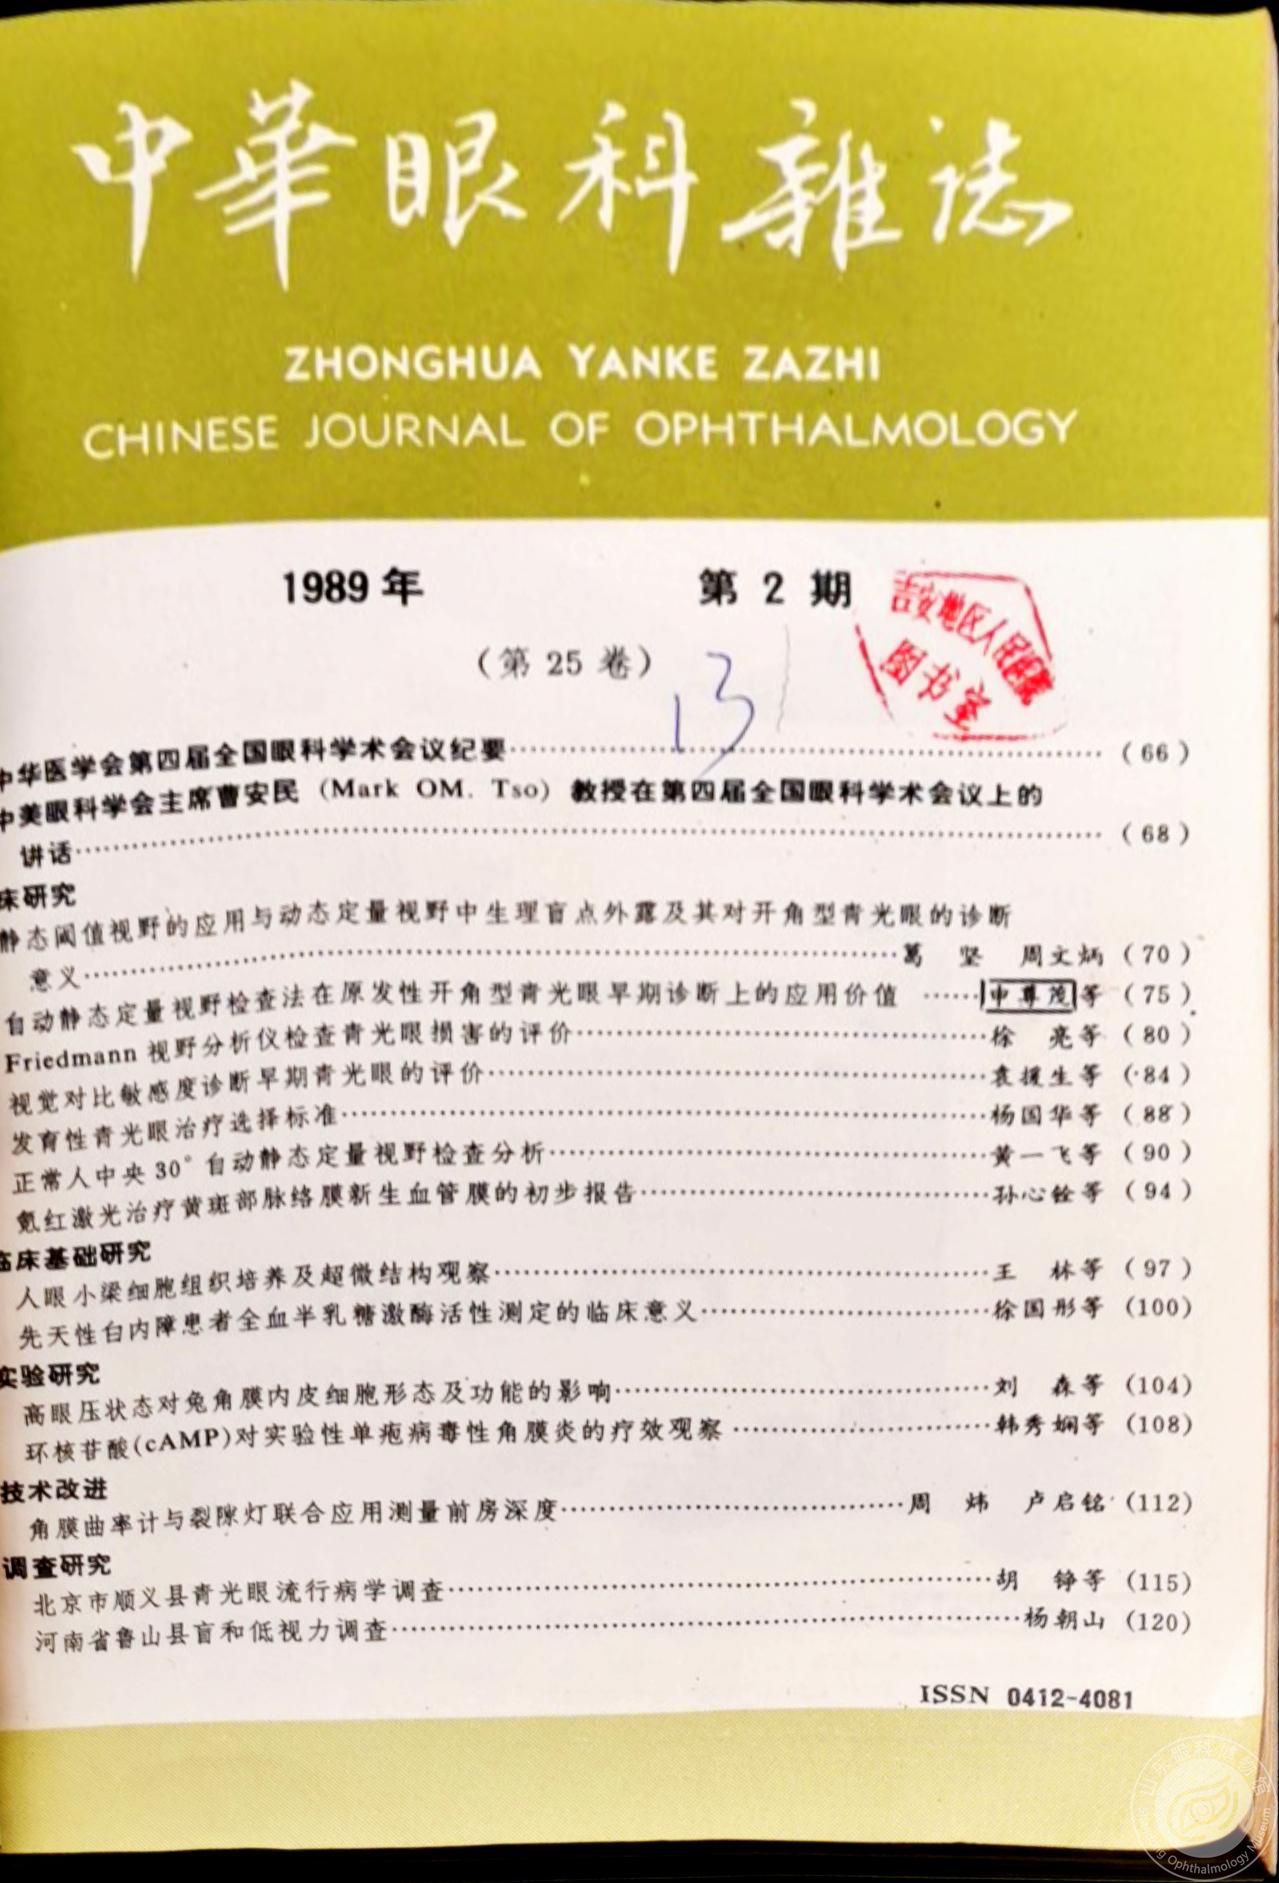 中華眼科雜誌
ZHONGHUA YANKE ZAZHI
CHINESE JOURNAL OF OPHTHALMOLOGY
1989年 第2期
(第25卷)
13
吉安地区人民医院
图书室
中华医学会第四届全国眼科学术会议纪要……(66)
中美眼科学会主席曹安民 (Mark OM. Tso) 教授在第四届全国眼科学术会议上的
讲话……(68)
床研究
静态阈值视野的应用与动态定量视野中生理盲点外露及其对开角型青光眼的诊断
意义……葛 坚 周文炳 (70)
自动静态定量视野检查法在原发性开角型青光眼早期诊断上的应用价值 ……申尊茂等 (75)
Friedmann 视野分析仪检查青光眼损害的评价……徐 亮等 (80)
视觉对比敏感度诊断早期青光眼的评价……袁援生等 (84)
发育性青光眼治疗选择标准……杨国华等 (88)
正常人中央30°自动静态定量视野检查分析……黄一飞等 (90)
氪红激光治疗黄斑部脉络膜新生血管膜的初步报告……孙心铨等 (94)
临床基础研究
人眼小梁细胞组织培养及超微结构观察……王 林等 (97)
先天性白内障患者全血半乳糖激酶活性测定的临床意义……徐国彤等 (100)
实验研究
高眼压状态对兔角膜内皮细胞形态及功能的影响……刘 森等 (104)
环核苷酸(cAMP)对实验性单疱病毒性角膜炎的疗效观察……韩秀娴等 (108)
技术改进
角膜曲率计与裂隙灯联合应用测量前房深度……周 炜 卢启铭 (112)
调查研究
北京市顺义县青光眼流行病学调查……胡 铮等 (115)
河南省鲁山县盲和低视力调查……杨朝山 (120)
ISSN 0412-4081
Ophthalmology Museum